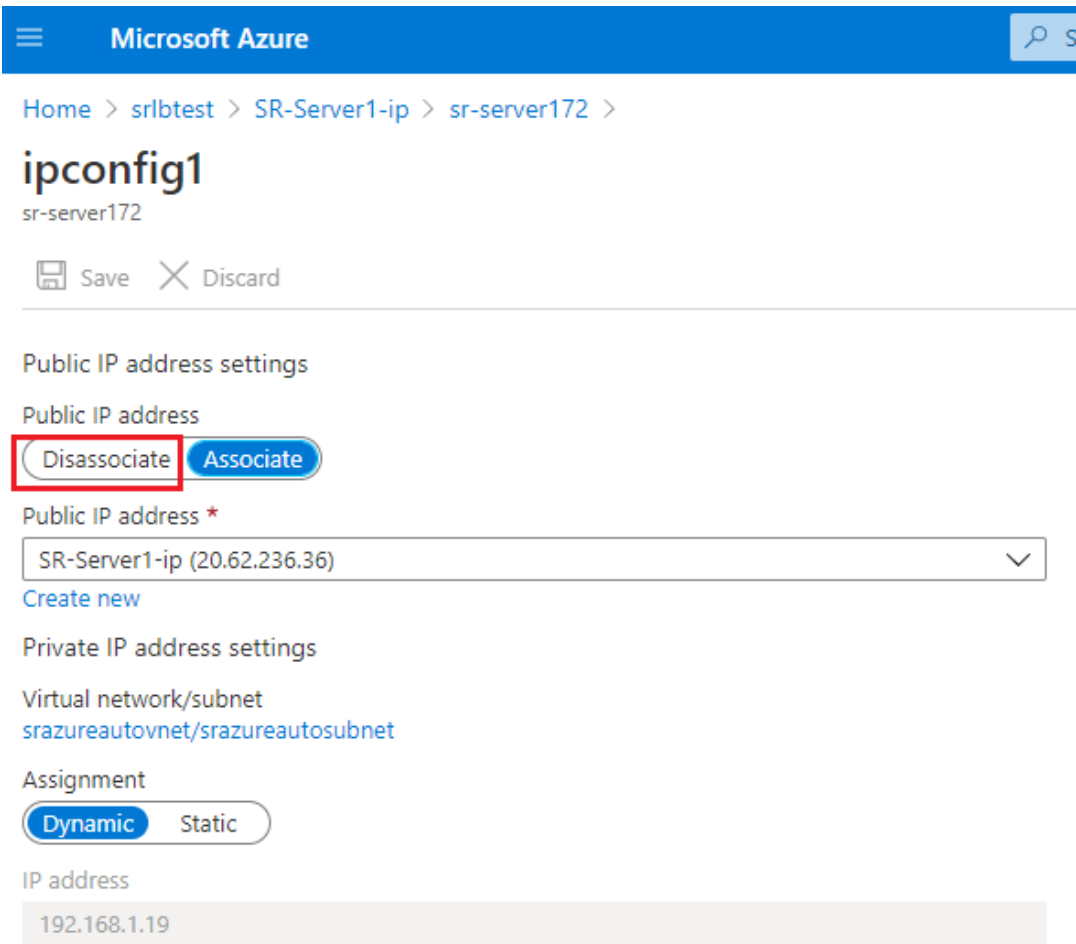 Microsoft Azure
S
Home > srlbtest > SR-Server1-ip > sr-server172 >
ipconfig1
sr-server172
Save Discard
Public IP address settings
Public IP address
Disassociate Associate
Public IP address *
SR-Server1-ip (20.62.236.36)
Create new
Private IP address settings
Virtual network/subnet
srazureautovnet/srazureautosubnet
Assignment
Dynamic Static
IP address
192.168.1.19